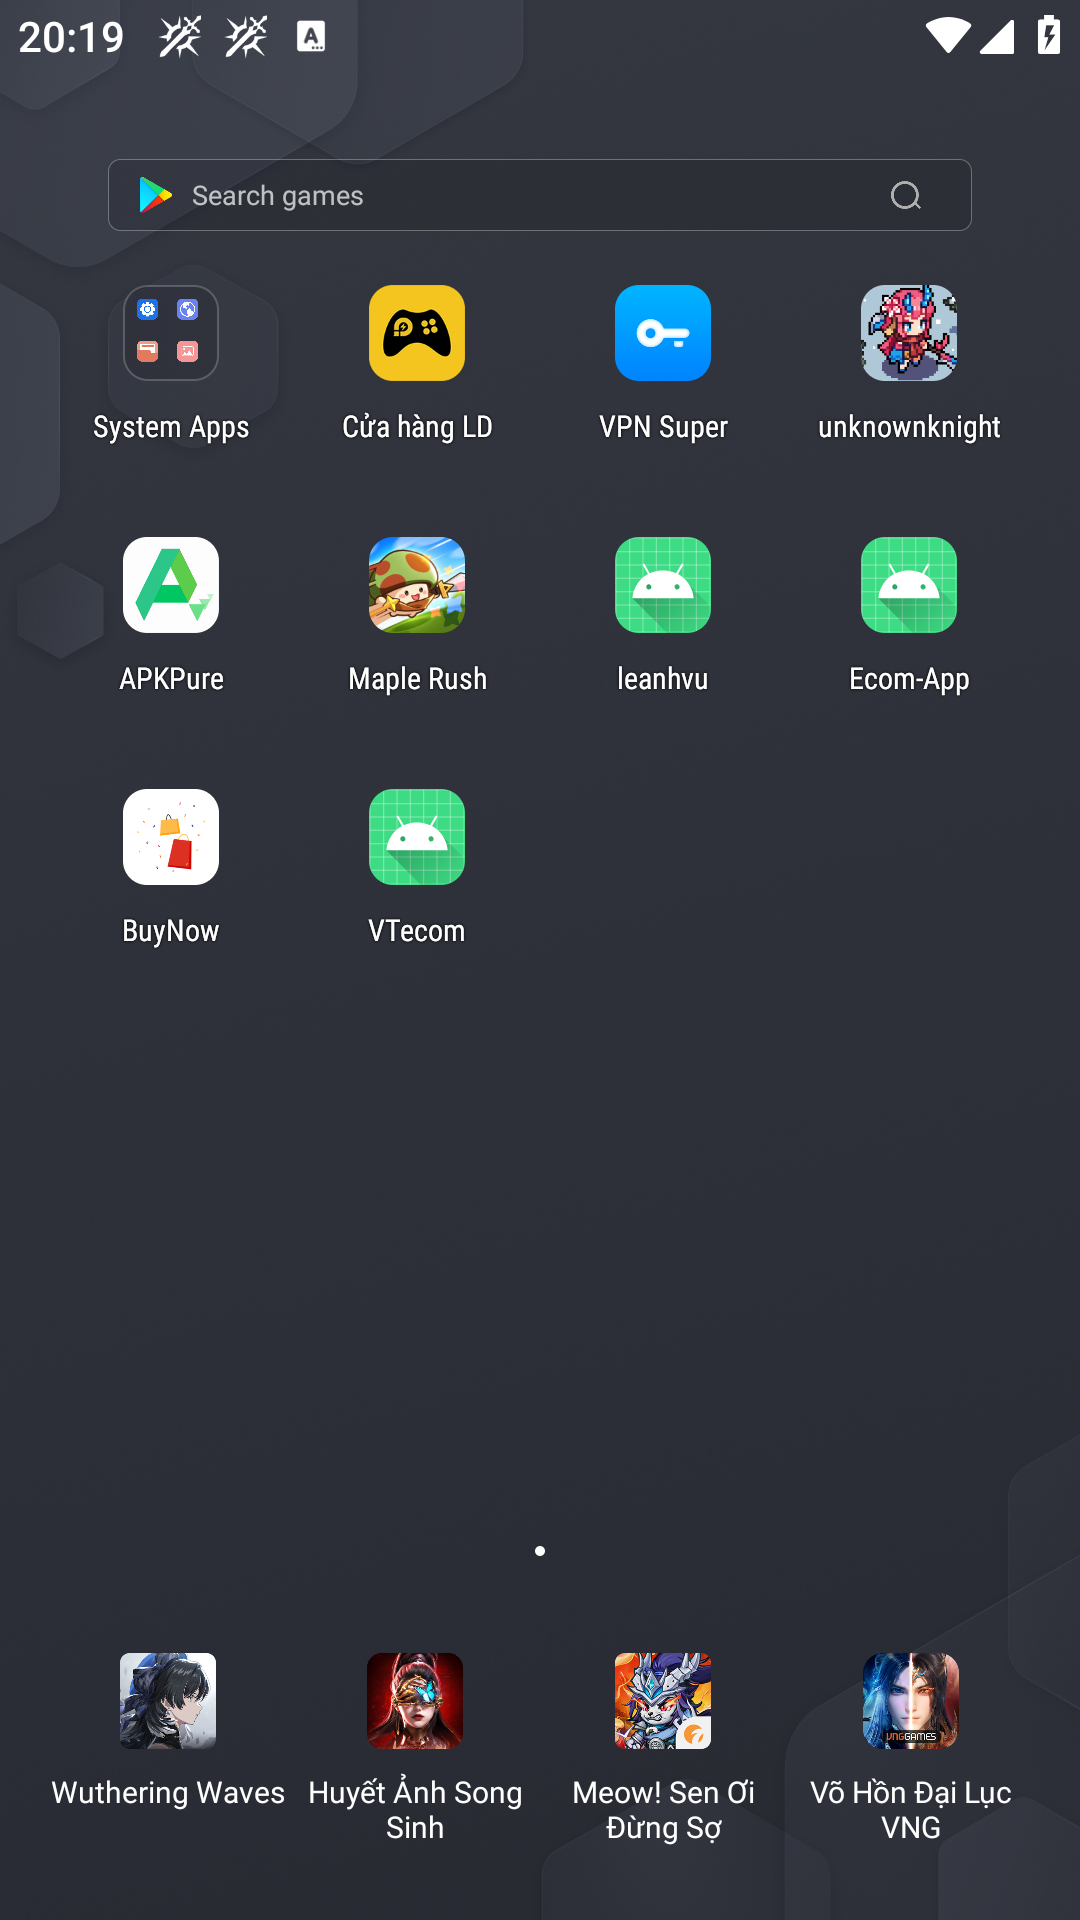 20:19
Search games
System Apps
Cửa hàng LD
VPN Super
unknownknight
APKPure
Maple Rush
leanhvu
Ecom-App
BuyNow
VTecom
VNGGAMES
Wuthering Waves
Huyết Ảnh Song
Sinh
Meow! Sen Ơi
Đừng Sợ
Võ Hồn Đại Lục
VNG